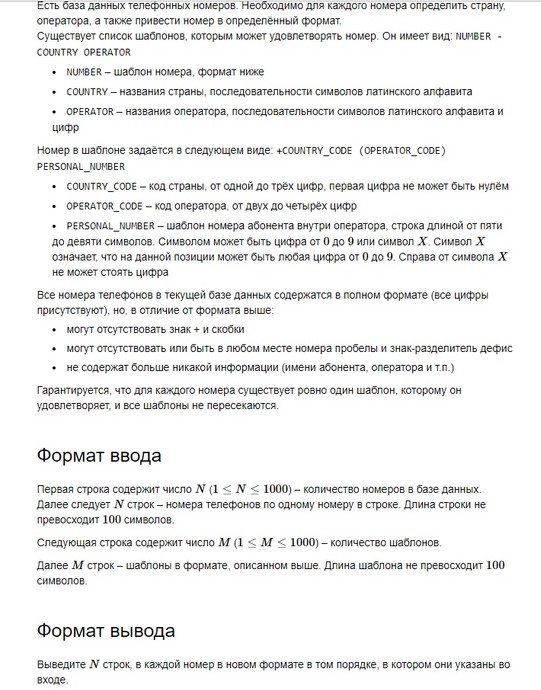 Есть база данных телефонных номеров. Необходимо для каждого номера определить страну,
оператора, а также привести номер в определённый формат.
Существует список шаблонов, которым может удовлетворять номер. Он имеет вид: NUMBER -
COUNTRY OPERATOR
• NUMBER – шаблон номера, формат ниже
• COUNTRY – названия страны, последовательности символов латинского алфавита
• OPERATOR – названия оператора, последовательности символов латинского алфавита и
цифр
Номер в шаблоне задаётся в следующем виде: +COUNTRY_CODE (OPERATOR_CODE)
PERSONAL_NUMBER
• COUNTRY_CODE – код страны, от одной до трёх цифр, первая цифра не может быть нулём
• OPERATOR_CODE – код оператора, от двух до четырёх цифр
• PERSONAL_NUMBER – шаблон номера абонента внутри оператора, строка длиной от пяти
до девяти символов. Символом может быть цифра от 0 до 9 или символ X. Символ X
означает, что на данной позиции может быть любая цифра от 0 до 9. Справа от символа X
не может стоять цифра
Все номера телефонов в текущей базе данных содержатся в полном формате (все цифры
присутствуют), но, в отличие от формата выше:
• могут отсутствовать знак + и скобки
• могут отсутствовать или быть в любом месте номера пробелы и знак-разделитель дефис
• не содержат больше никакой информации (имени абонента, оператора и т.п.)
Гарантируется, что для каждого номера существует ровно один шаблон, которому он
удовлетворяет, и все шаблоны не пересекаются.
Формат ввода
Первая строка содержит число N (1 ≤ N ≤ 1000) – количество номеров в базе данных.
Далее следует N строк – номера телефонов по одному номеру в строке. Длина строки не
превосходит 100 символов.
Следующая строка содержит число M (1 ≤ M ≤ 1000) – количество шаблонов.
Далее M строк – шаблоны в формате, описанном выше. Длина шаблона не превосходит 100
символов.
Формат вывода
Выведите N строк, в каждой номер в новом формате в том порядке, в котором они указаны во
входе.